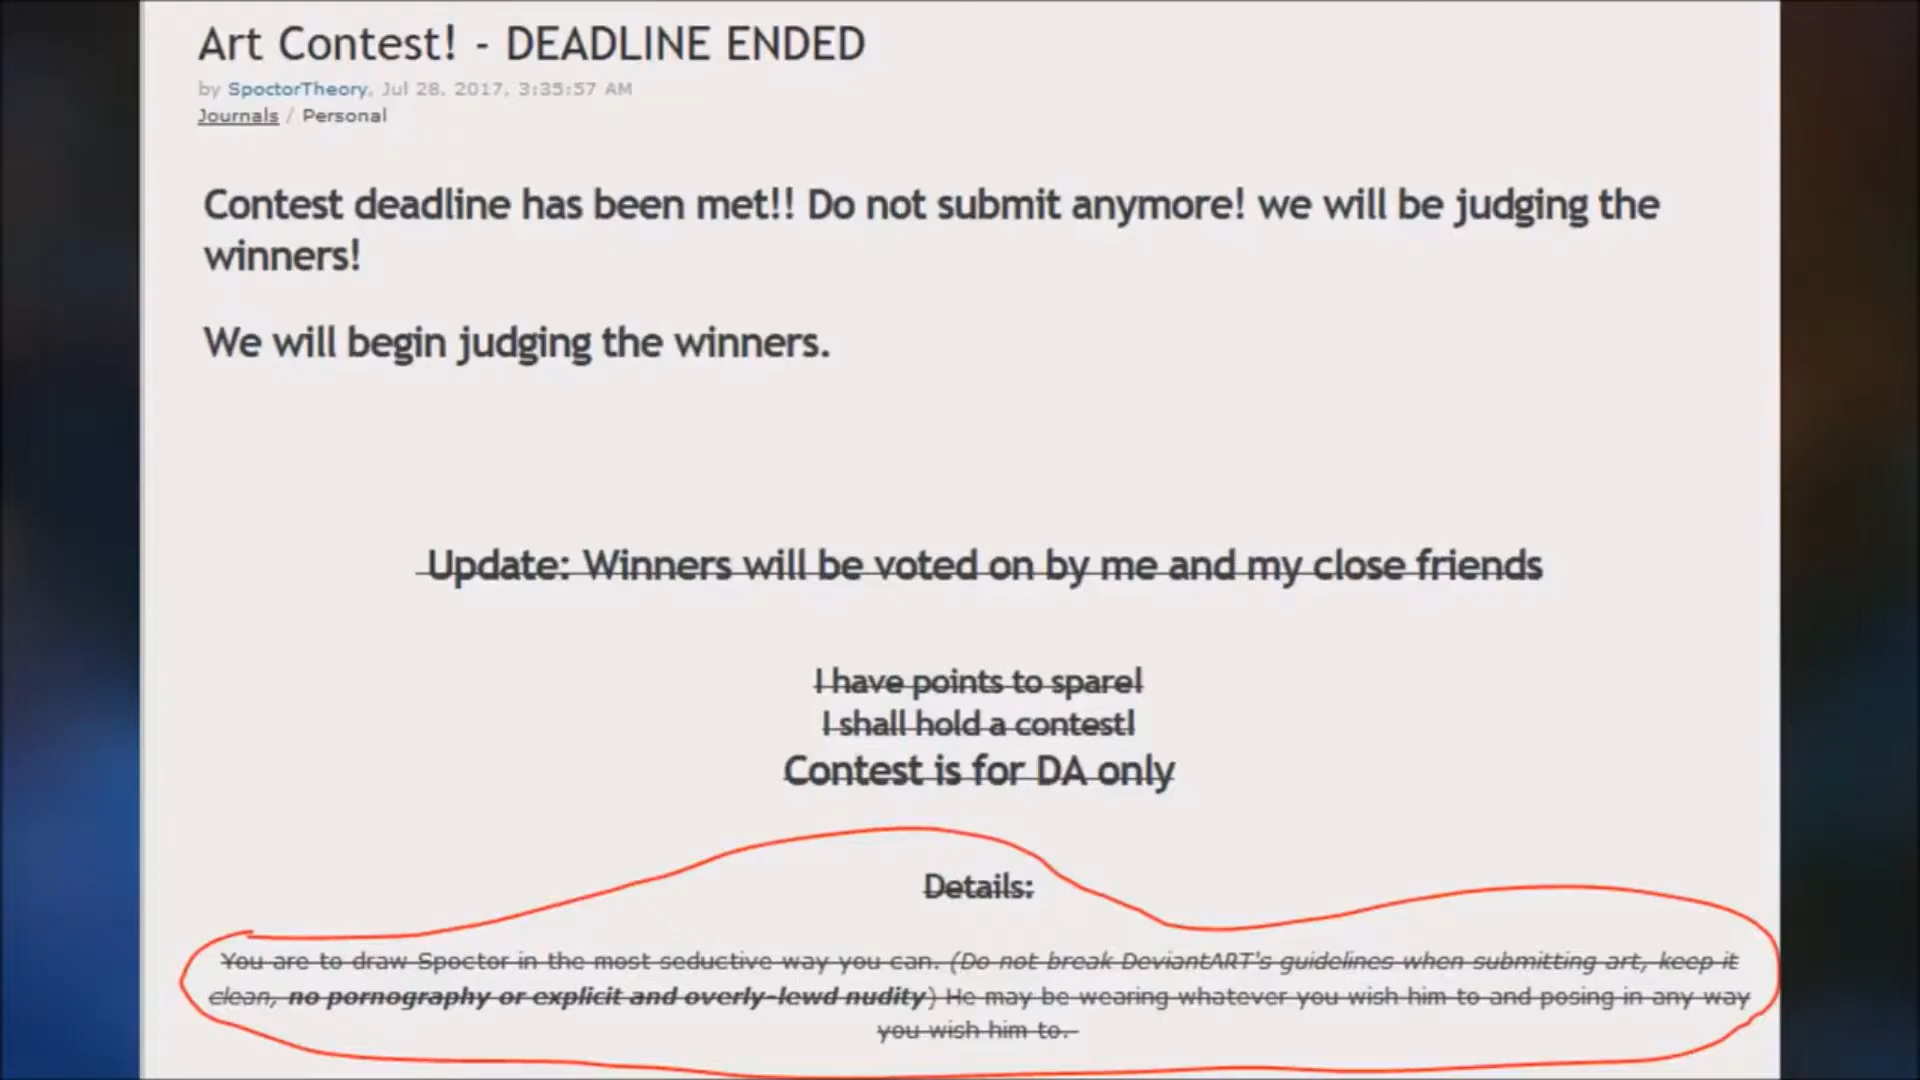 Art Contest! - DEADLINE ENDED
by SpoctorTheory, Jul 28, 2017, 3:35:57 AM
Journals / Personal
Contest deadline has been met!! Do not submit anymore! we will be judging the
winners!
We will begin judging the winners.
Update: Winners will be voted on by me and my close friends
I have points to spare!
I shall hold a contest!
Contest is for DA only
Details:
You are to draw Spoctor in the most seductive way you can. (Do not break DeviantART's guidelines when submitting art, keep it
clean, no pornography or explicit and overly-lewd nudity) He may be wearing whatever you wish him to and posing in any way
you wish him to.